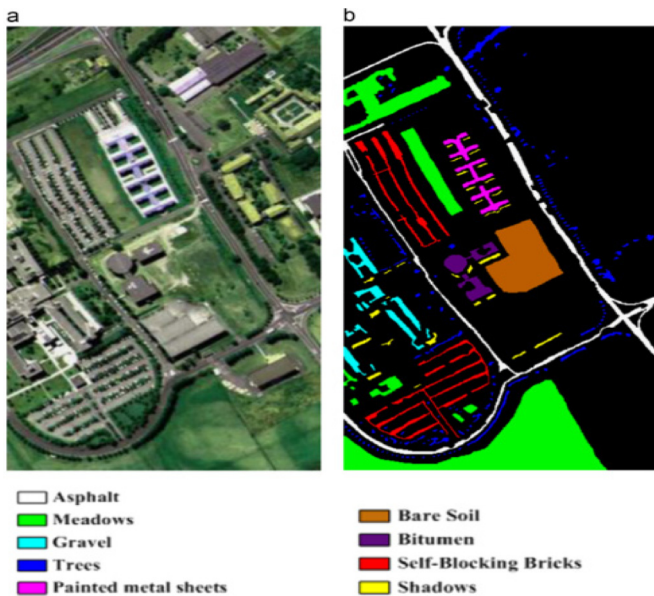 a
b
Asphalt
Meadows
Gravel
Trees
Painted metal sheets
Bare Soil
Bitumen
Self-Blocking Bricks
Shadows